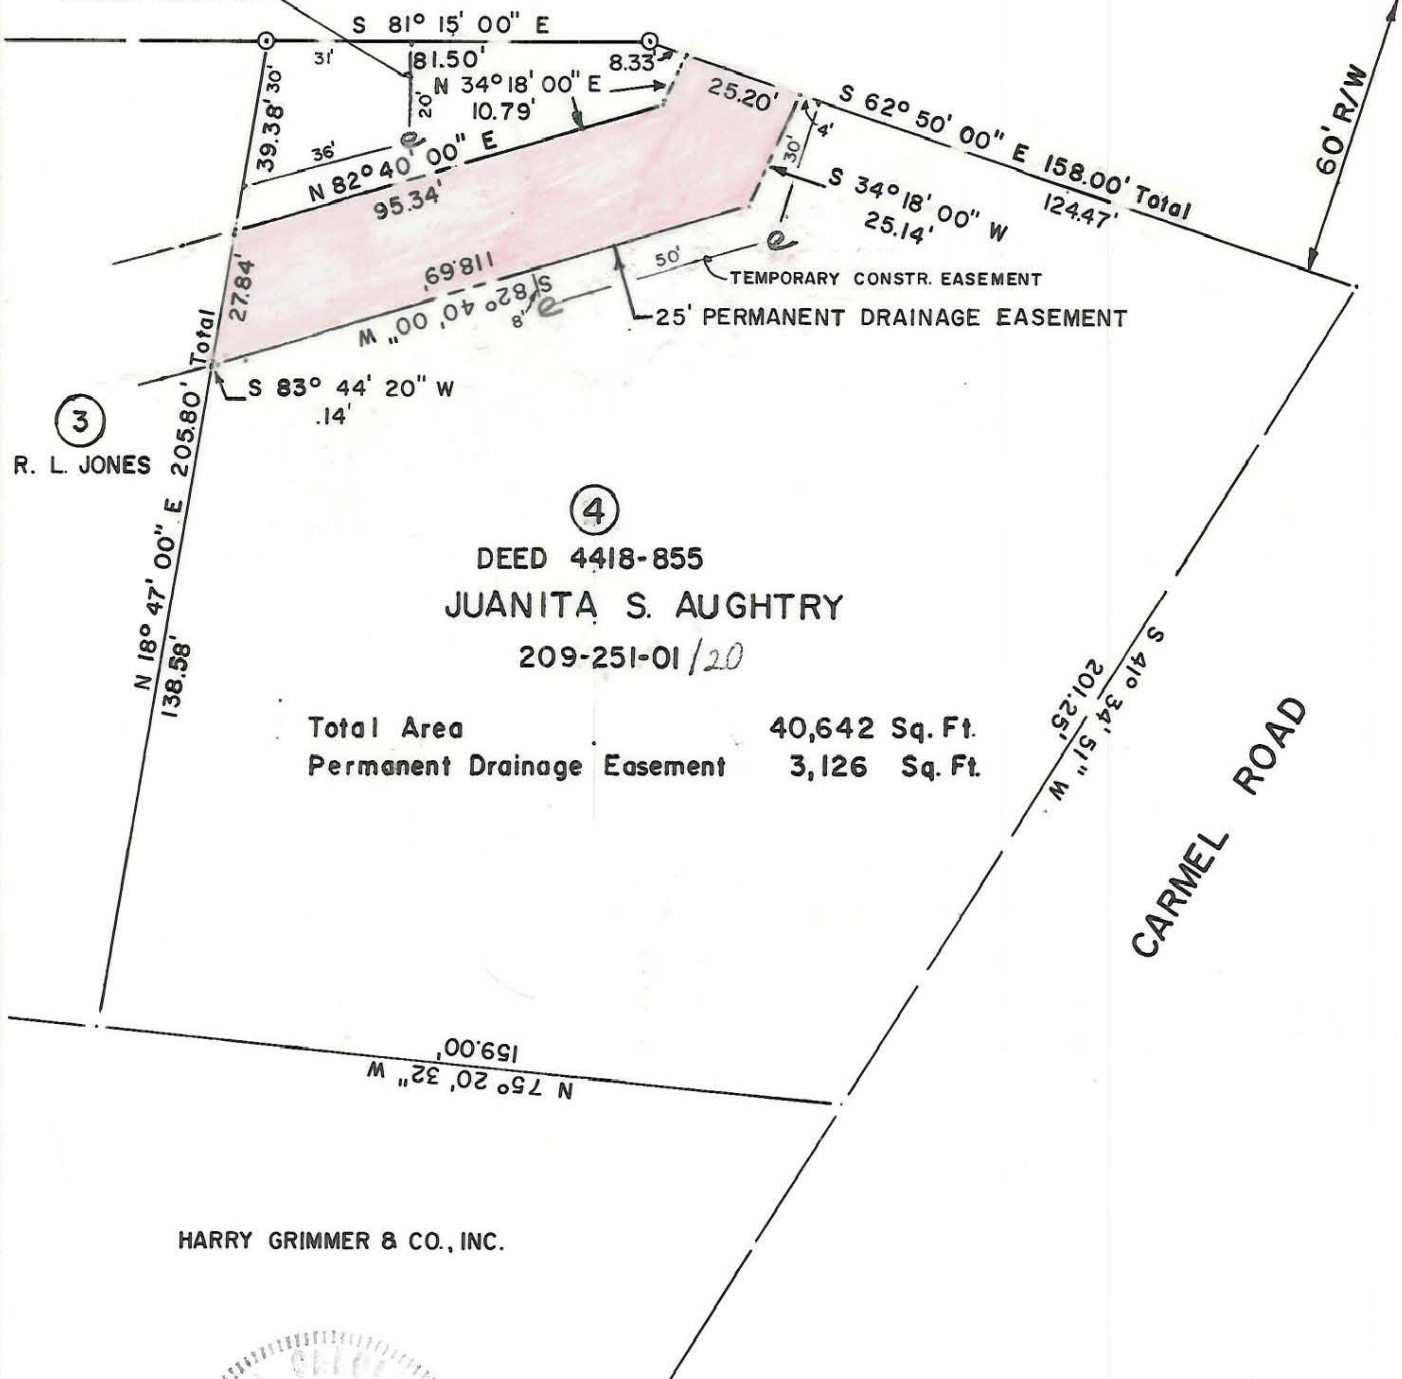 S 81° 15' 00" E
31'
81.50'
8.33'
39.38'
30'
20'
N 34° 18' 00" E
10.79'
25.20'
S 62° 50' 00" E 158.00' Total
124.47'
60' R/W
36'
N 82° 40' 00" E
95.34'
4'
30'
S 34° 18' 00" W
25.14'
27.84'
118.69'
S 82° 40' 00" W
8'
50'
TEMPORARY CONSTR. EASEMENT
25' PERMANENT DRAINAGE EASEMENT
S 83° 44' 20" W
.14'
3
R. L. JONES
N 18° 47' 00" E 205.80' Total
138.58'
4
DEED 4418-855
JUANITA S. AUGHTRY
209-251-01/20
Total Area 40,642 Sq. Ft.
Permanent Drainage Easement 3,126 Sq. Ft.
S 41° 34' 51" W
201.25'
CARMEL ROAD
159.00'
N 75° 20' 32" W
HARRY GRIMMER & CO., INC.